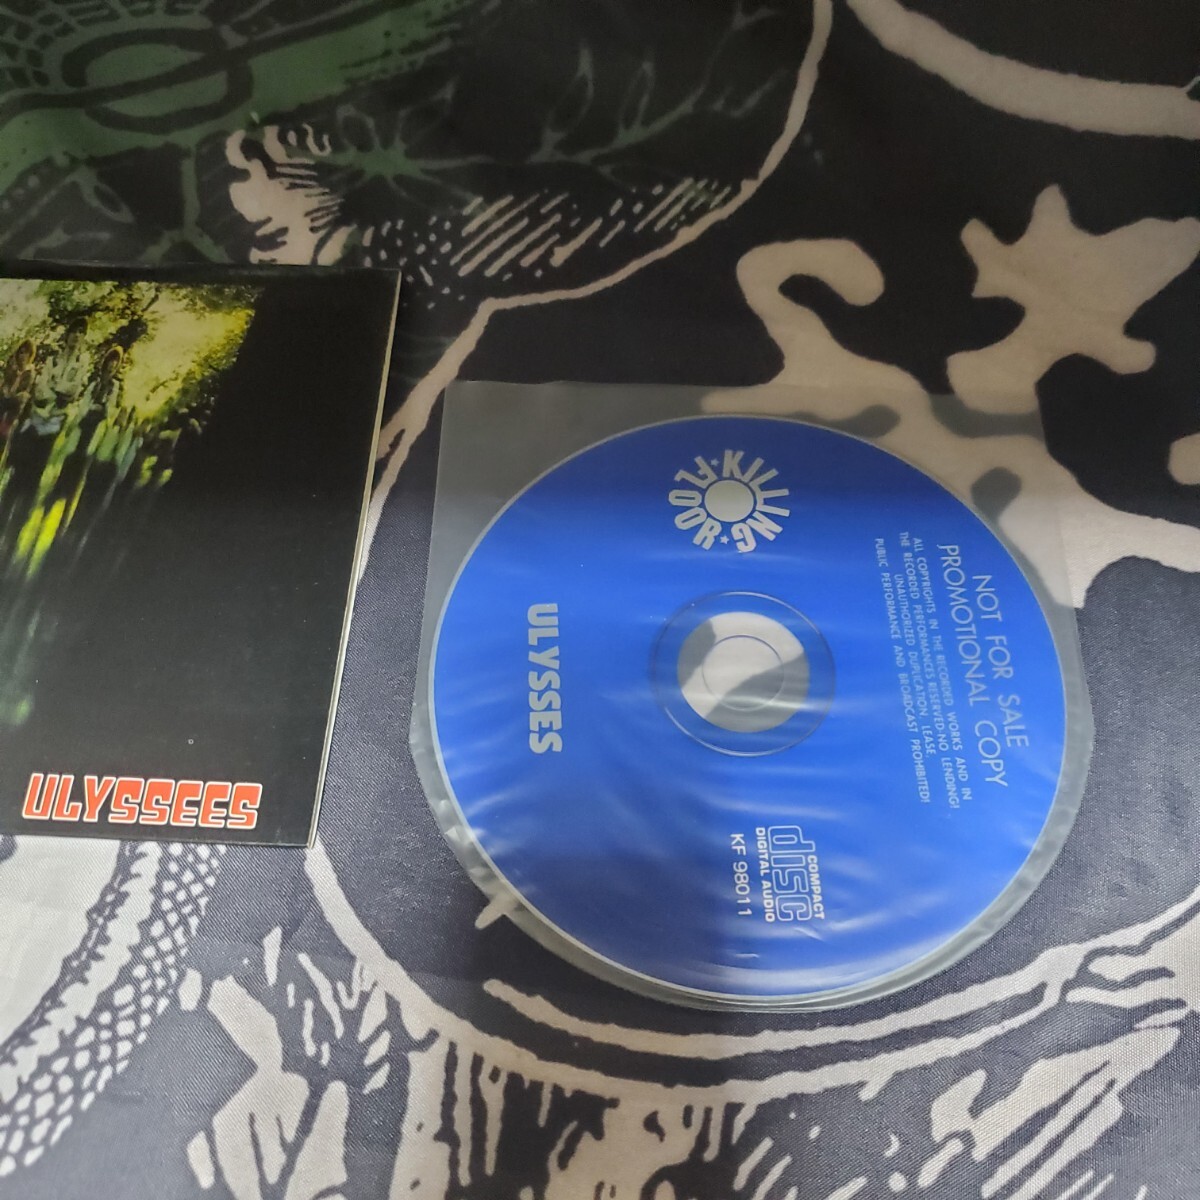 ULYSSEES
KILLING FLOOR
ULYSSES
NOT FOR SALE
PROMOTIONAL COPY
ALL COPYRIGHTS IN THE RECORDED WORKS AND IN
THE RECORDED PERFORMANCES RESERVED.NO LENDING!
UNAUTHORIZED DUPLICATION, LEASE.
PUBLIC PERFORMANCE AND BROADCAST PROHIBITED!
COMPACT
disc
DIGITAL AUDIO
KF 98011